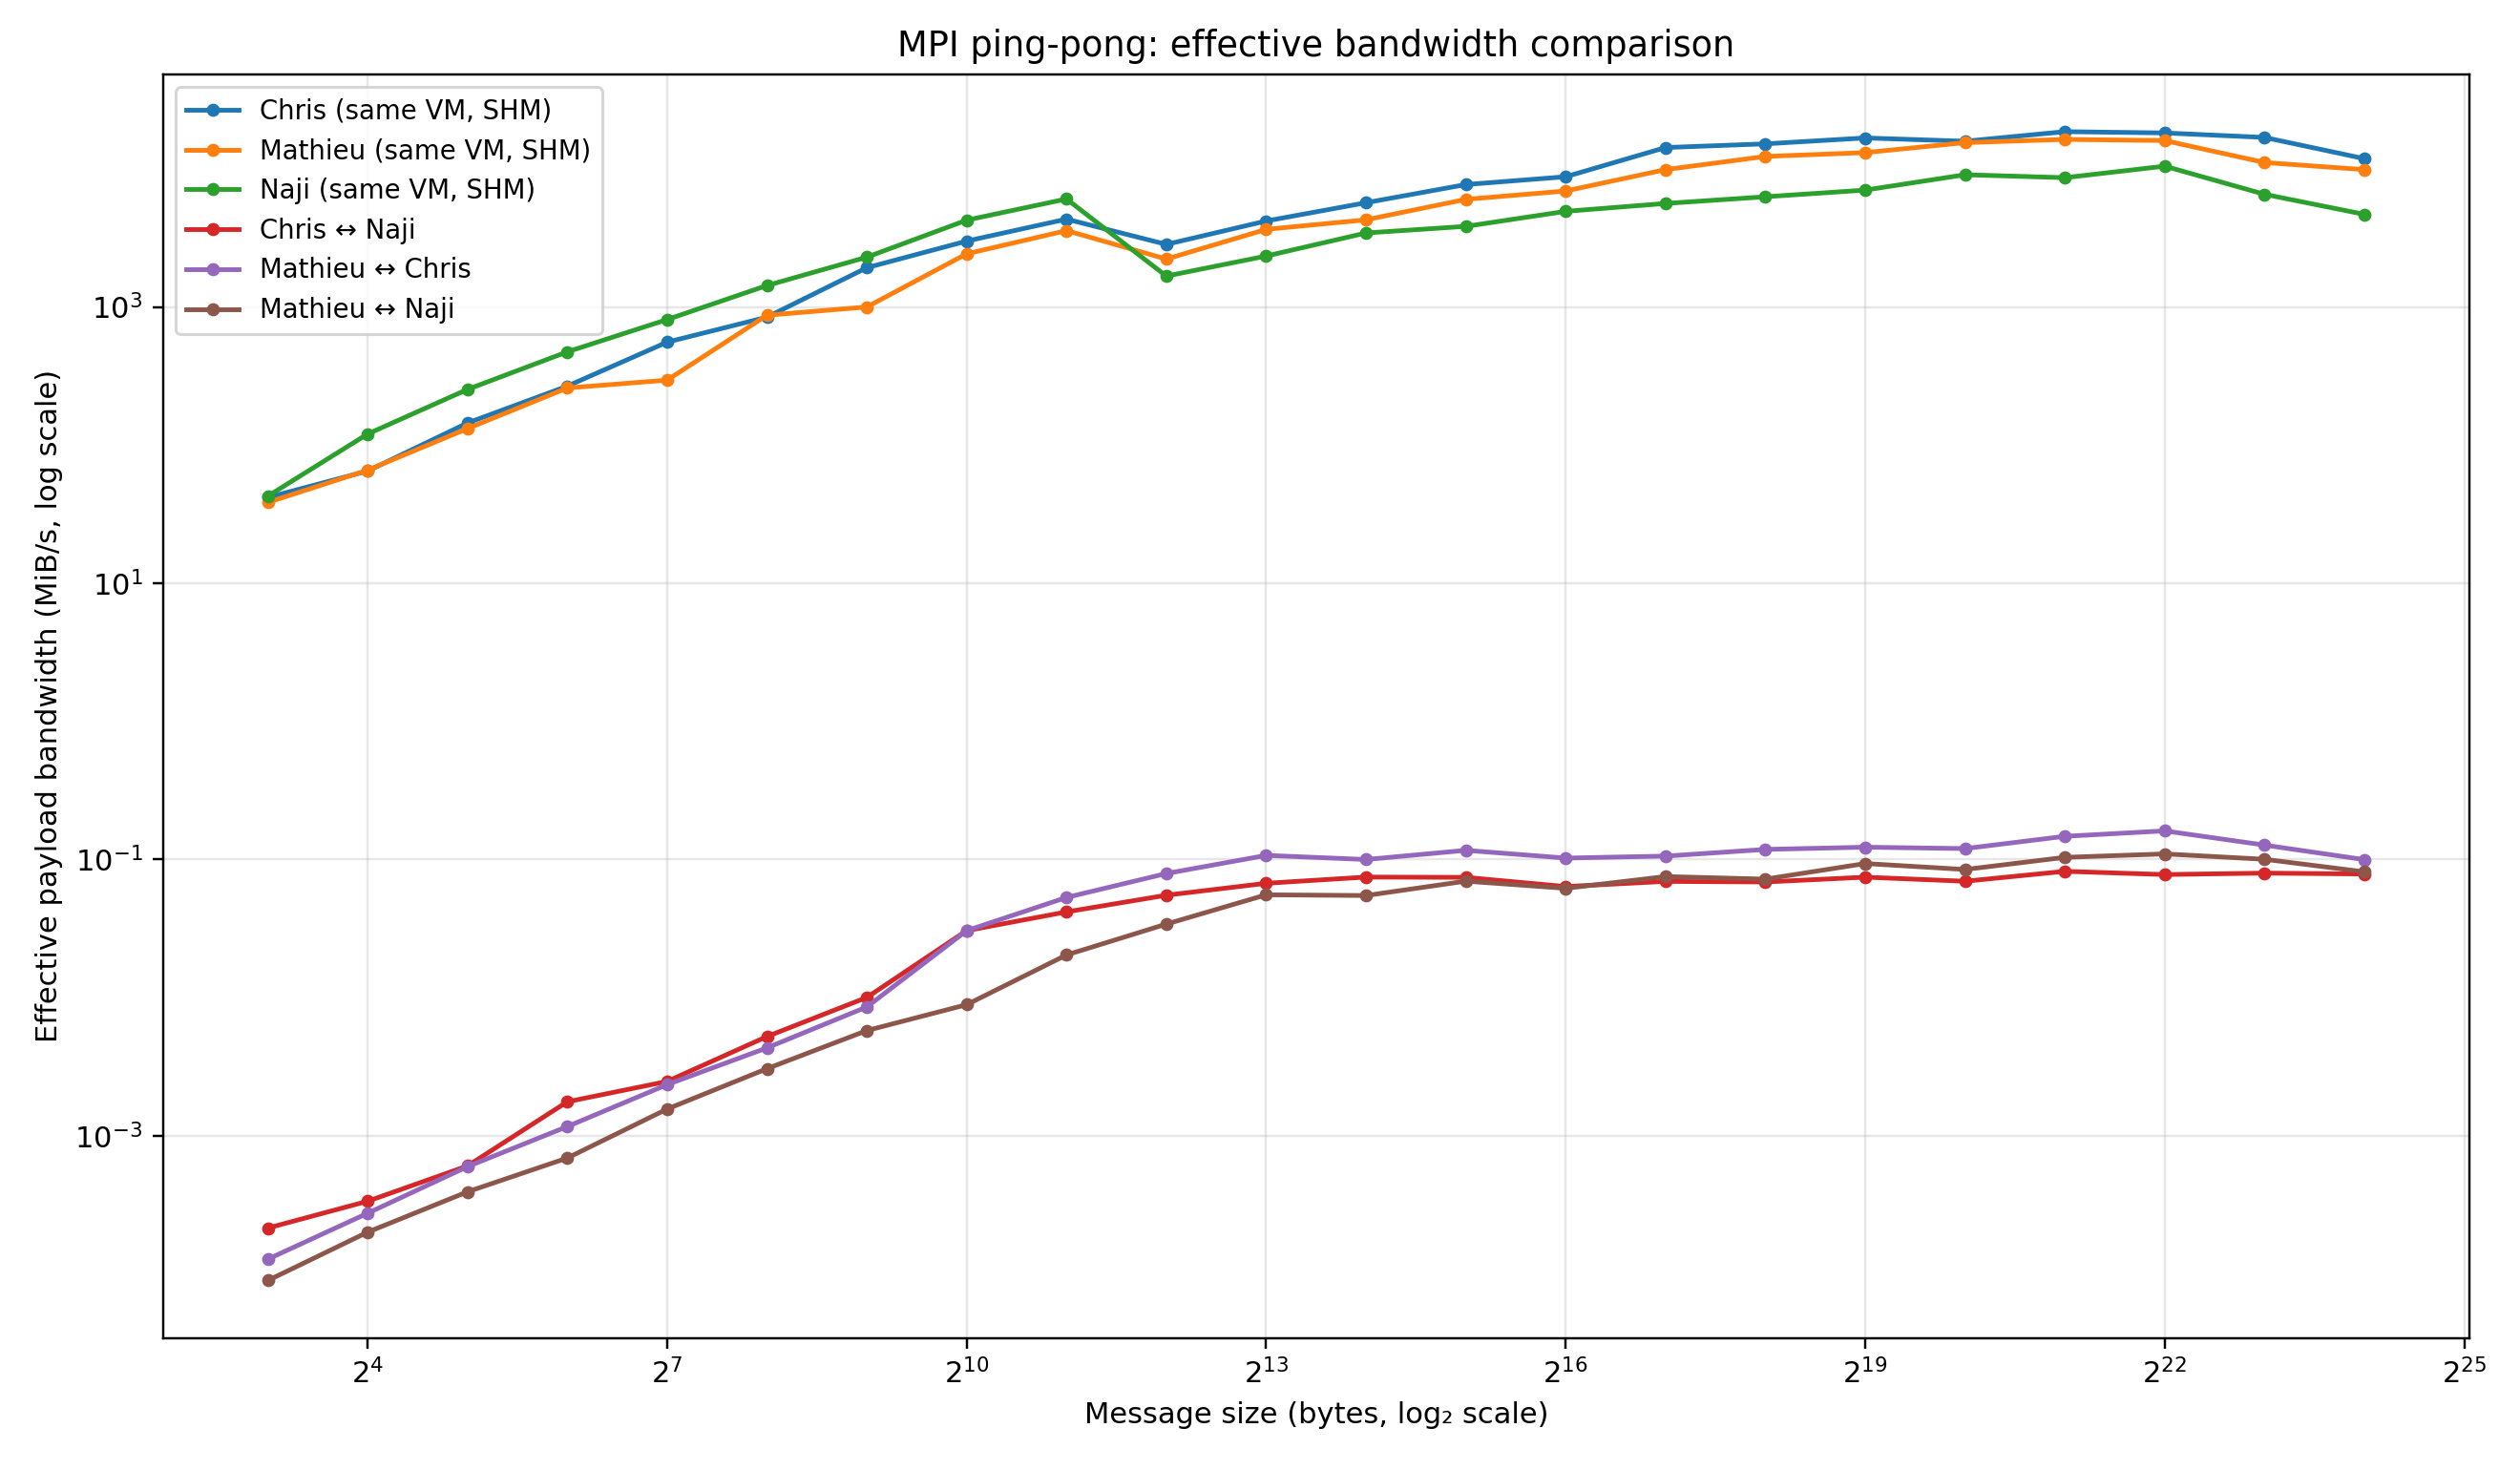 MPI ping-pong: effective bandwidth comparison
Chris (same VM, SHM)
Mathieu (same VM, SHM)
Naji (same VM, SHM)
Chris ↔ Naji
Mathieu ↔ Chris
Mathieu ↔ Naji
Effective payload bandwidth (MiB/s, log scale)
10³
10¹
10⁻¹
10⁻³
2⁴ 2⁷ 2¹⁰ 2¹³ 2¹⁶ 2¹⁹ 2²² 2²⁵
Message size (bytes, log₂ scale)